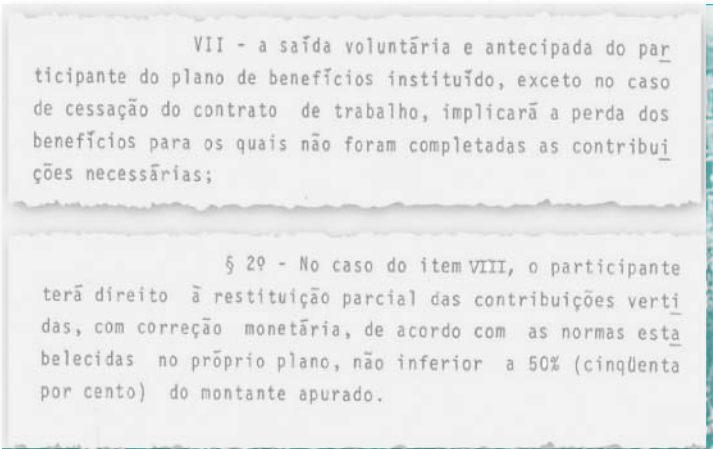 VII - a saída voluntária e antecipada do par
ticipante do plano de benefícios instituído, exceto no caso
de cessação do contrato de trabalho, implicará a perda dos
benefícios para os quais não foram completadas as contribui
ções necessárias;
§ 2º - No caso do item VIII, o participante
terá direito à restituição parcial das contribuições verti
das, com correção monetária, de acordo com as normas esta
belecidas no próprio plano, não inferior a 50% (cinqüenta
por cento) do montante apurado.